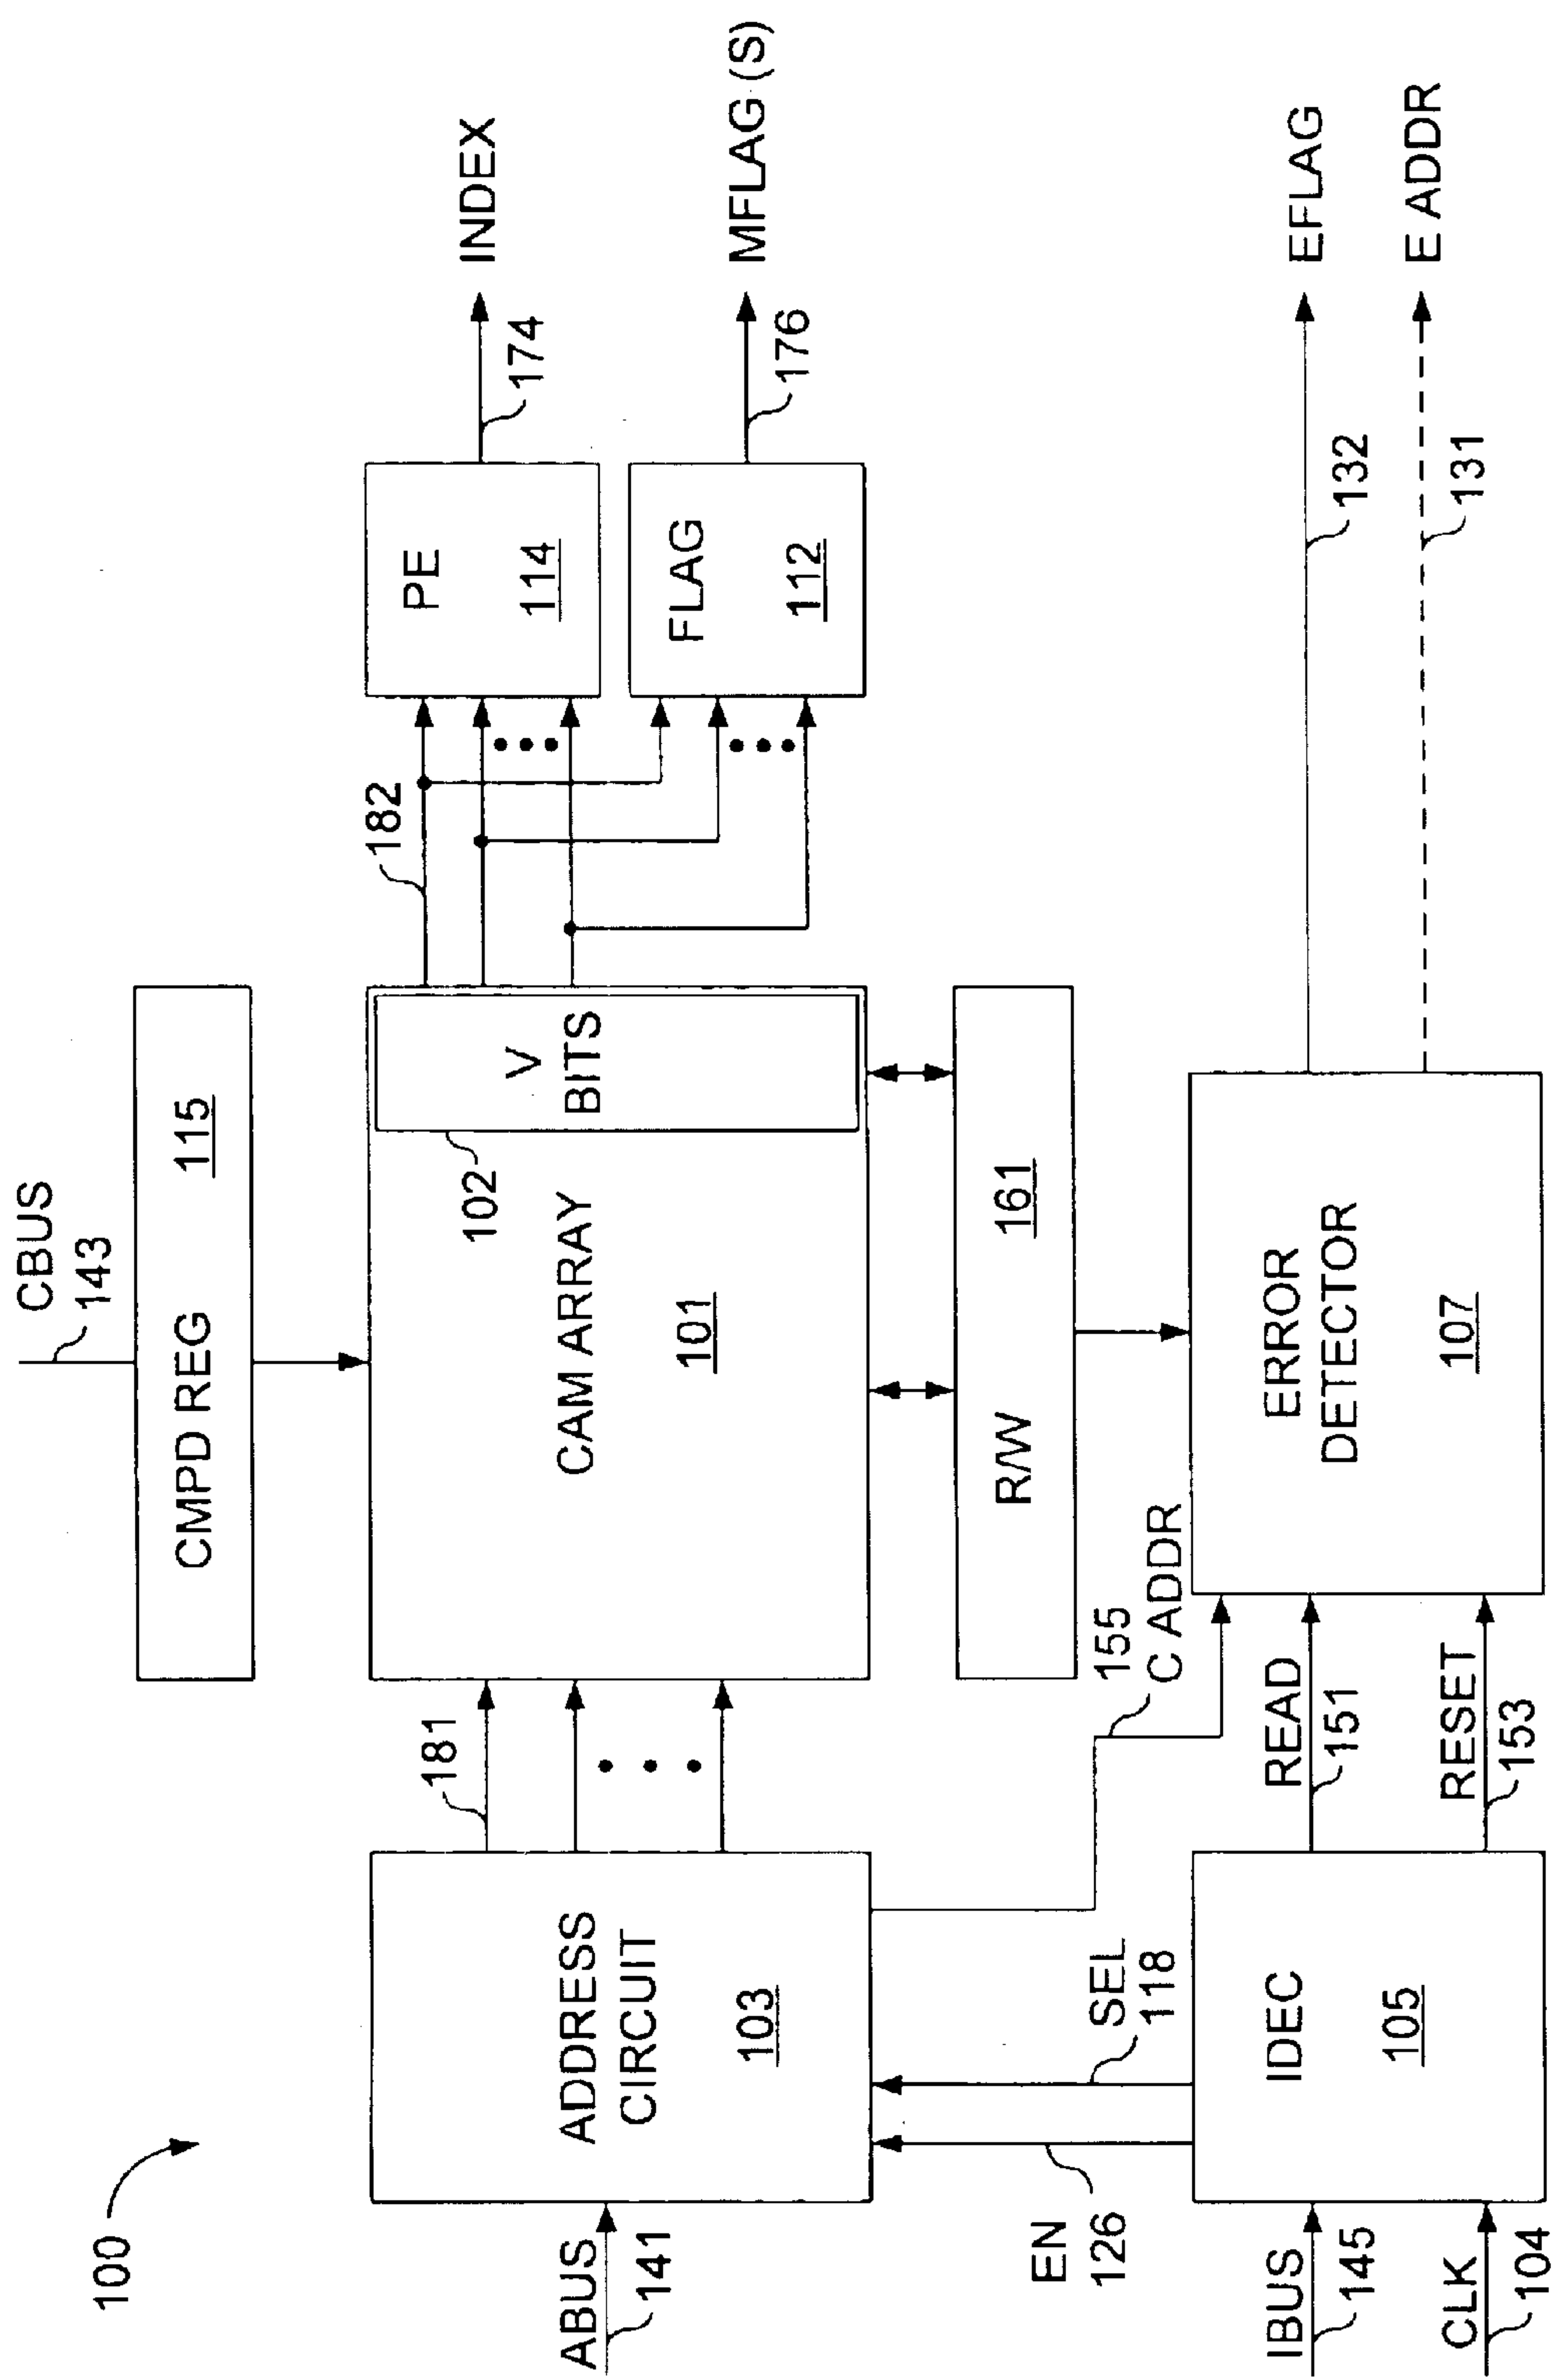 100
CBUS
143
CMPD REG
115
ABUS
141
ADDRESS
CIRCUIT
103
181
CAM ARRAY
101
102
V
BITS
182
PE
114
174
INDEX
FLAG
112
176
MFLAG (S)
R/W
161
EN
126
SEL
118
155
C ADDR
IBUS
145
CLK
104
IDEC
105
READ
151
RESET
153
ERROR
DETECTOR
107
132
EFLAG
131
E ADDR